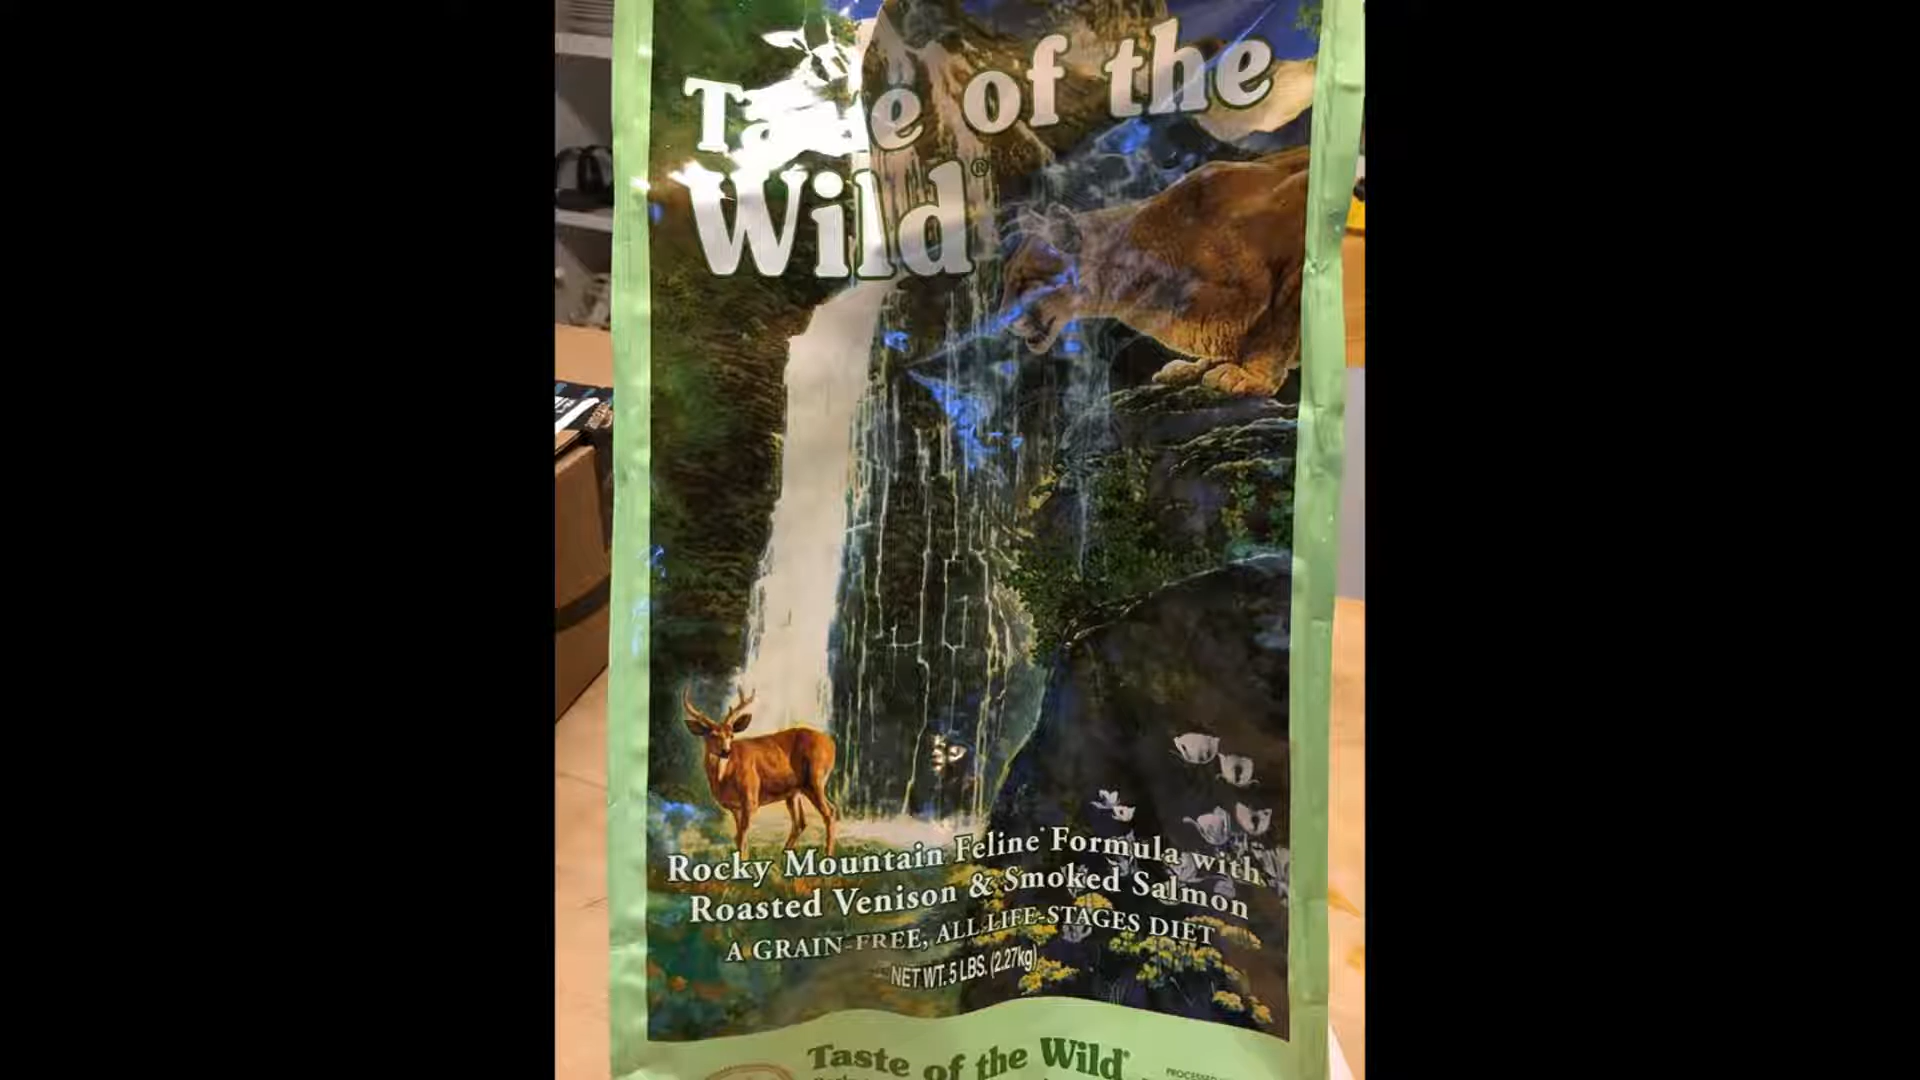 Taste of the
Wild®
Rocky Mountain Feline® Formula with
Roasted Venison & Smoked Salmon
A GRAIN-FREE, ALL-LIFE-STAGES DIET
NET WT. 5 LBS. (2.27kg)
Taste of the Wild®
PROCESSED